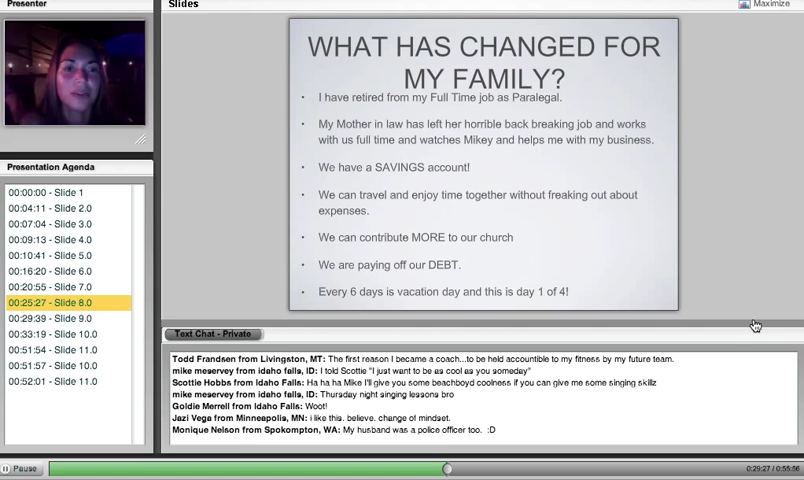 Presenter
Slides
Maximize
WHAT HAS CHANGED FOR
MY FAMILY?
• I have retired from my Full Time job as Paralegal.
• My Mother in law has left her horrible back breaking job and works
with us full time and watches Mikey and helps me with my business.
• We have a SAVINGS account!
• We can travel and enjoy time together without freaking out about
expenses.
• We can contribute MORE to our church
• We are paying off our DEBT.
• Every 6 days is vacation day and this is day 1 of 4!
Presentation Agenda
00:00:00 - Slide 1
00:04:11 - Slide 2.0
00:07:04 - Slide 3.0
00:09:13 - Slide 4.0
00:10:41 - Slide 5.0
00:16:20 - Slide 6.0
00:20:55 - Slide 7.0
00:25:27 - Slide 8.0
00:29:39 - Slide 9.0
00:33:19 - Slide 10.0
00:51:54 - Slide 11.0
00:51:57 - Slide 10.0
00:52:01 - Slide 11.0
Text Chat - Private
Todd Frandsen from Livingston, MT: The first reason I became a coach...to be held accountible to my fitness by my future team.
mike meservey from idaho falls, ID: I told Scottie "I just want to be as cool as you someday"
Scottie Hobbs from Idaho Falls: Ha ha ha Mike I'll give you some beachboyd coolness if you can give me some singing skillz
mike meservey from idaho falls, ID: Thursday night singing lessons bro
Goldie Merrell from Idaho Falls: Woot!
Jazi Vega from Minneapolis, MN: i like this. believe. change of mindset.
Monique Nelson from Spokompton, WA: My husband was a police officer too. :D
Pause
0:29:27 / 0:55:56